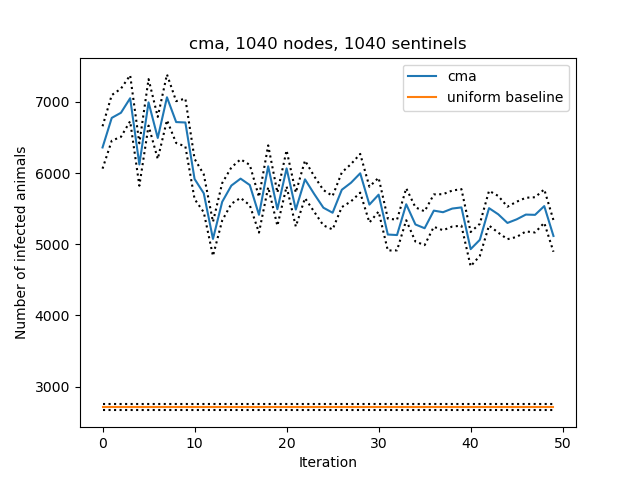 cma, 1040 nodes, 1040 sentinels
cma
uniform baseline
Number of infected animals
7000
6000
5000
4000
3000
0 10 20 30 40 50
Iteration